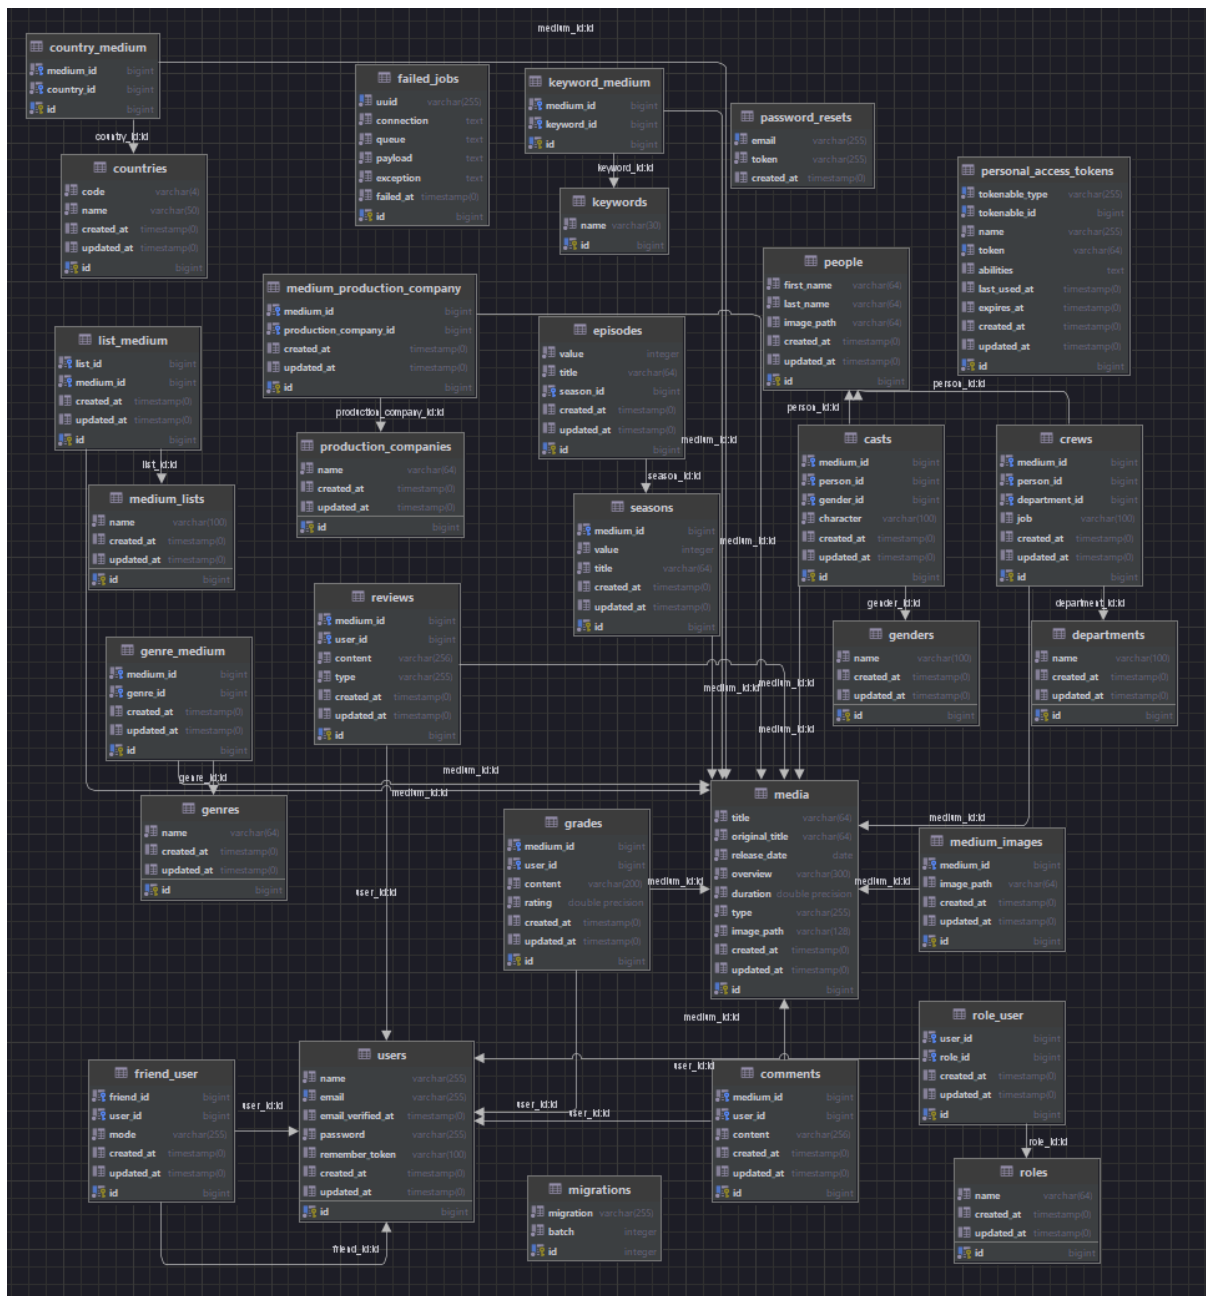 medium_id:id
country_medium
medium_id bigint
country_id bigint
id bigint
country_id:id
countries
code varchar(4)
name varchar(50)
created_at timestamp(0)
updated_at timestamp(0)
id bigint
failed_jobs
uuid varchar(255)
connection text
queue text
payload text
exception text
failed_at timestamp(0)
id bigint
keyword_medium
medium_id bigint
keyword_id bigint
id bigint
keyword_id:id
keywords
name varchar(30)
id bigint
password_resets
email varchar(255)
token varchar(255)
created_at timestamp(0)
personal_access_tokens
tokenable_type varchar(255)
tokenable_id bigint
name varchar(255)
token varchar(64)
abilities text
last_used_at timestamp(0)
expires_at timestamp(0)
created_at timestamp(0)
updated_at timestamp(0)
id bigint
people
first_name varchar(64)
last_name varchar(64)
image_path varchar(64)
created_at timestamp(0)
updated_at timestamp(0)
id bigint
person_id:id
person_id:id
medium_production_company
medium_id bigint
production_company_id bigint
created_at timestamp(0)
updated_at timestamp(0)
id bigint
production_company_id:id
production_companies
name varchar(64)
created_at timestamp(0)
updated_at timestamp(0)
id bigint
list_medium
list_id bigint
medium_id bigint
created_at timestamp(0)
updated_at timestamp(0)
id bigint
list_id:id
medium_lists
name varchar(100)
created_at timestamp(0)
updated_at timestamp(0)
id bigint
episodes
value integer
title varchar(64)
season_id bigint
created_at timestamp(0)
updated_at timestamp(0)
id bigint
medium_id:id
season_id:id
seasons
medium_id bigint
value integer
title varchar(64)
created_at timestamp(0)
updated_at timestamp(0)
id bigint
medium_id:id
casts
medium_id bigint
person_id bigint
gender_id bigint
character varchar(100)
created_at timestamp(0)
updated_at timestamp(0)
id bigint
gender_id:id
crews
medium_id bigint
person_id bigint
department_id bigint
job varchar(100)
created_at timestamp(0)
updated_at timestamp(0)
id bigint
department_id:id
genders
name varchar(100)
created_at timestamp(0)
updated_at timestamp(0)
id bigint
departments
name varchar(100)
created_at timestamp(0)
updated_at timestamp(0)
id bigint
reviews
medium_id bigint
user_id bigint
content varchar(256)
type varchar(255)
created_at timestamp(0)
updated_at timestamp(0)
id bigint
medium_id:id
medium_id:id
medium_id:id
genre_medium
medium_id bigint
genre_id bigint
created_at timestamp(0)
updated_at timestamp(0)
id bigint
genre_id:id
medium_id:id
medium_id:id
genres
name varchar(64)
created_at timestamp(0)
updated_at timestamp(0)
id bigint
user_id:id
grades
medium_id bigint
user_id bigint
content varchar(200)
rating double precision
created_at timestamp(0)
updated_at timestamp(0)
id bigint
medium_id:id
media
title varchar(64)
original_title varchar(64)
release_date date
overview varchar(300)
duration double precision
type varchar(255)
image_path varchar(128)
created_at timestamp(0)
updated_at timestamp(0)
id bigint
medium_id:id
medium_id:id
medium_images
medium_id bigint
image_path varchar(64)
created_at timestamp(0)
updated_at timestamp(0)
id bigint
medium_id:id
role_user
user_id bigint
role_id bigint
created_at timestamp(0)
updated_at timestamp(0)
id bigint
role_id:id
roles
name varchar(64)
created_at timestamp(0)
updated_at timestamp(0)
id bigint
users
name varchar(255)
email varchar(255)
email_verified_at timestamp(0)
password varchar(255)
remember_token varchar(100)
created_at timestamp(0)
updated_at timestamp(0)
id bigint
friend_user
friend_id bigint
user_id bigint
mode varchar(255)
created_at timestamp(0)
updated_at timestamp(0)
id bigint
user_id:id
friend_id:id
user_id:id
user_id:id
user_id:id
comments
medium_id bigint
user_id bigint
content varchar(256)
created_at timestamp(0)
updated_at timestamp(0)
id bigint
migrations
migration varchar(255)
batch integer
id integer